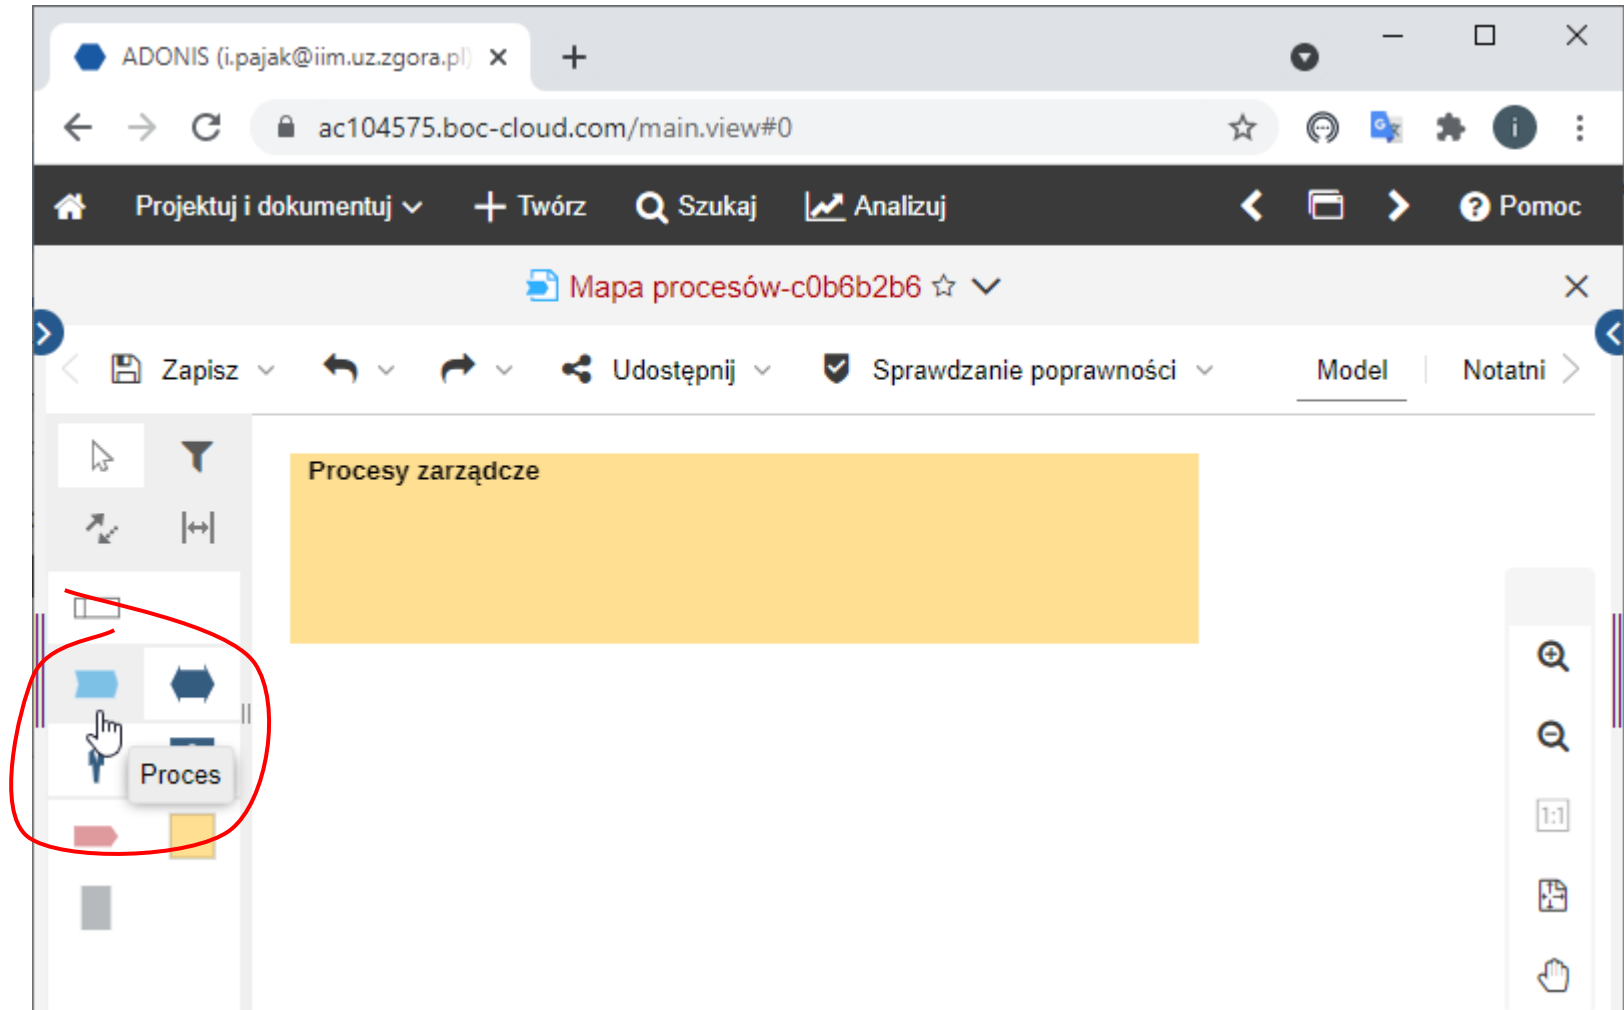 ADONIS (i.pajak@iim.uz.zgora.pl)
ac104575.boc-cloud.com/main.view#0
i
Projektuj i dokumentuj Twórz Szukaj Analizuj Pomoc
Mapa procesów-c0b6b2b6
Zapisz Udostępnij Sprawdzanie poprawności Model Notatni
Procesy zarządcze
Proces
1:1